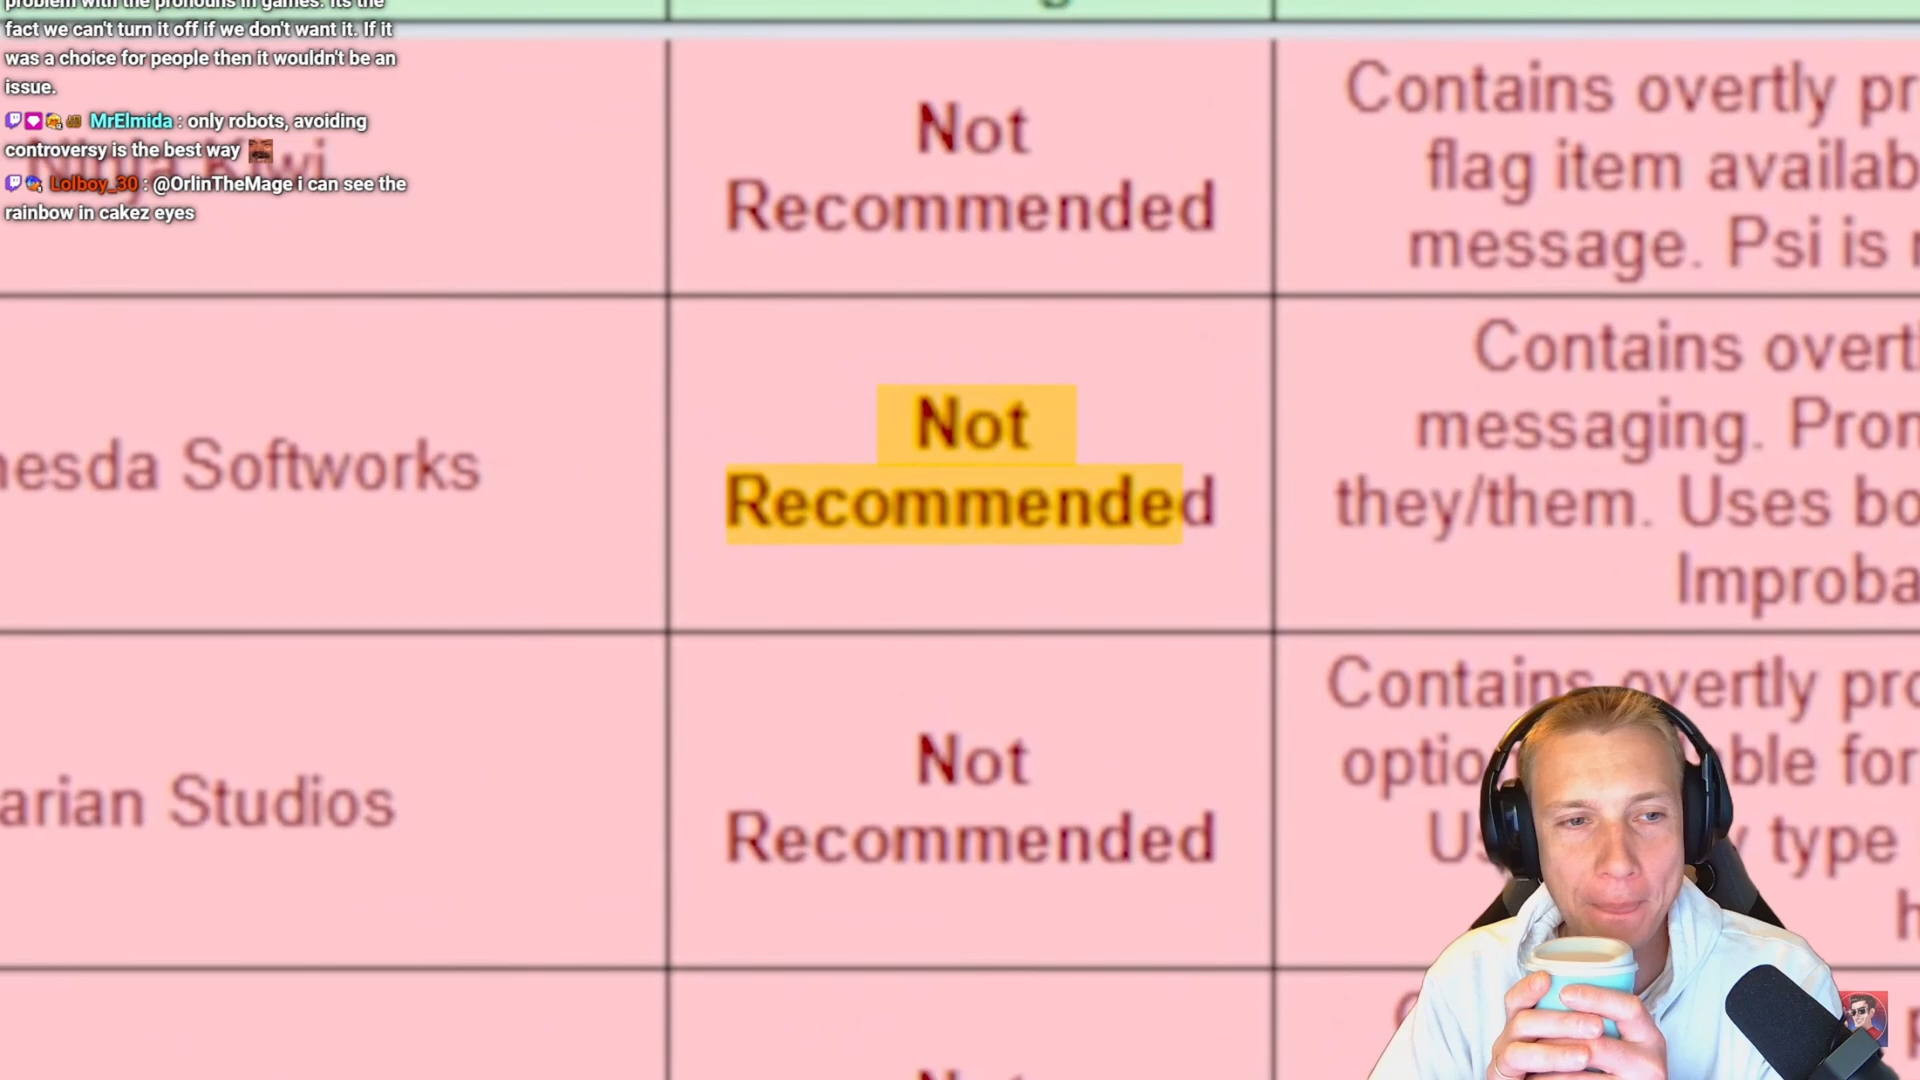 problem with the pronouns in games. Its the
fact we can't turn it off if we don't want it. If it
was a choice for people then it wouldn't be an
issue.
MrElmida : only robots, avoiding
controversy is the best way
Lolboy_30 : @OrlinTheMage i can see the
rainbow in cakez eyes
Not
Recommended
Contains overtly pr
flag item availab
message. Psi is
nesda Softworks
Not
Recommended
Contains overt
messaging. Pron
they/them. Uses bo
Improba
arian Studios
Not
Recommended
Contains overtly pro
optio ble for
Us type
h
Not